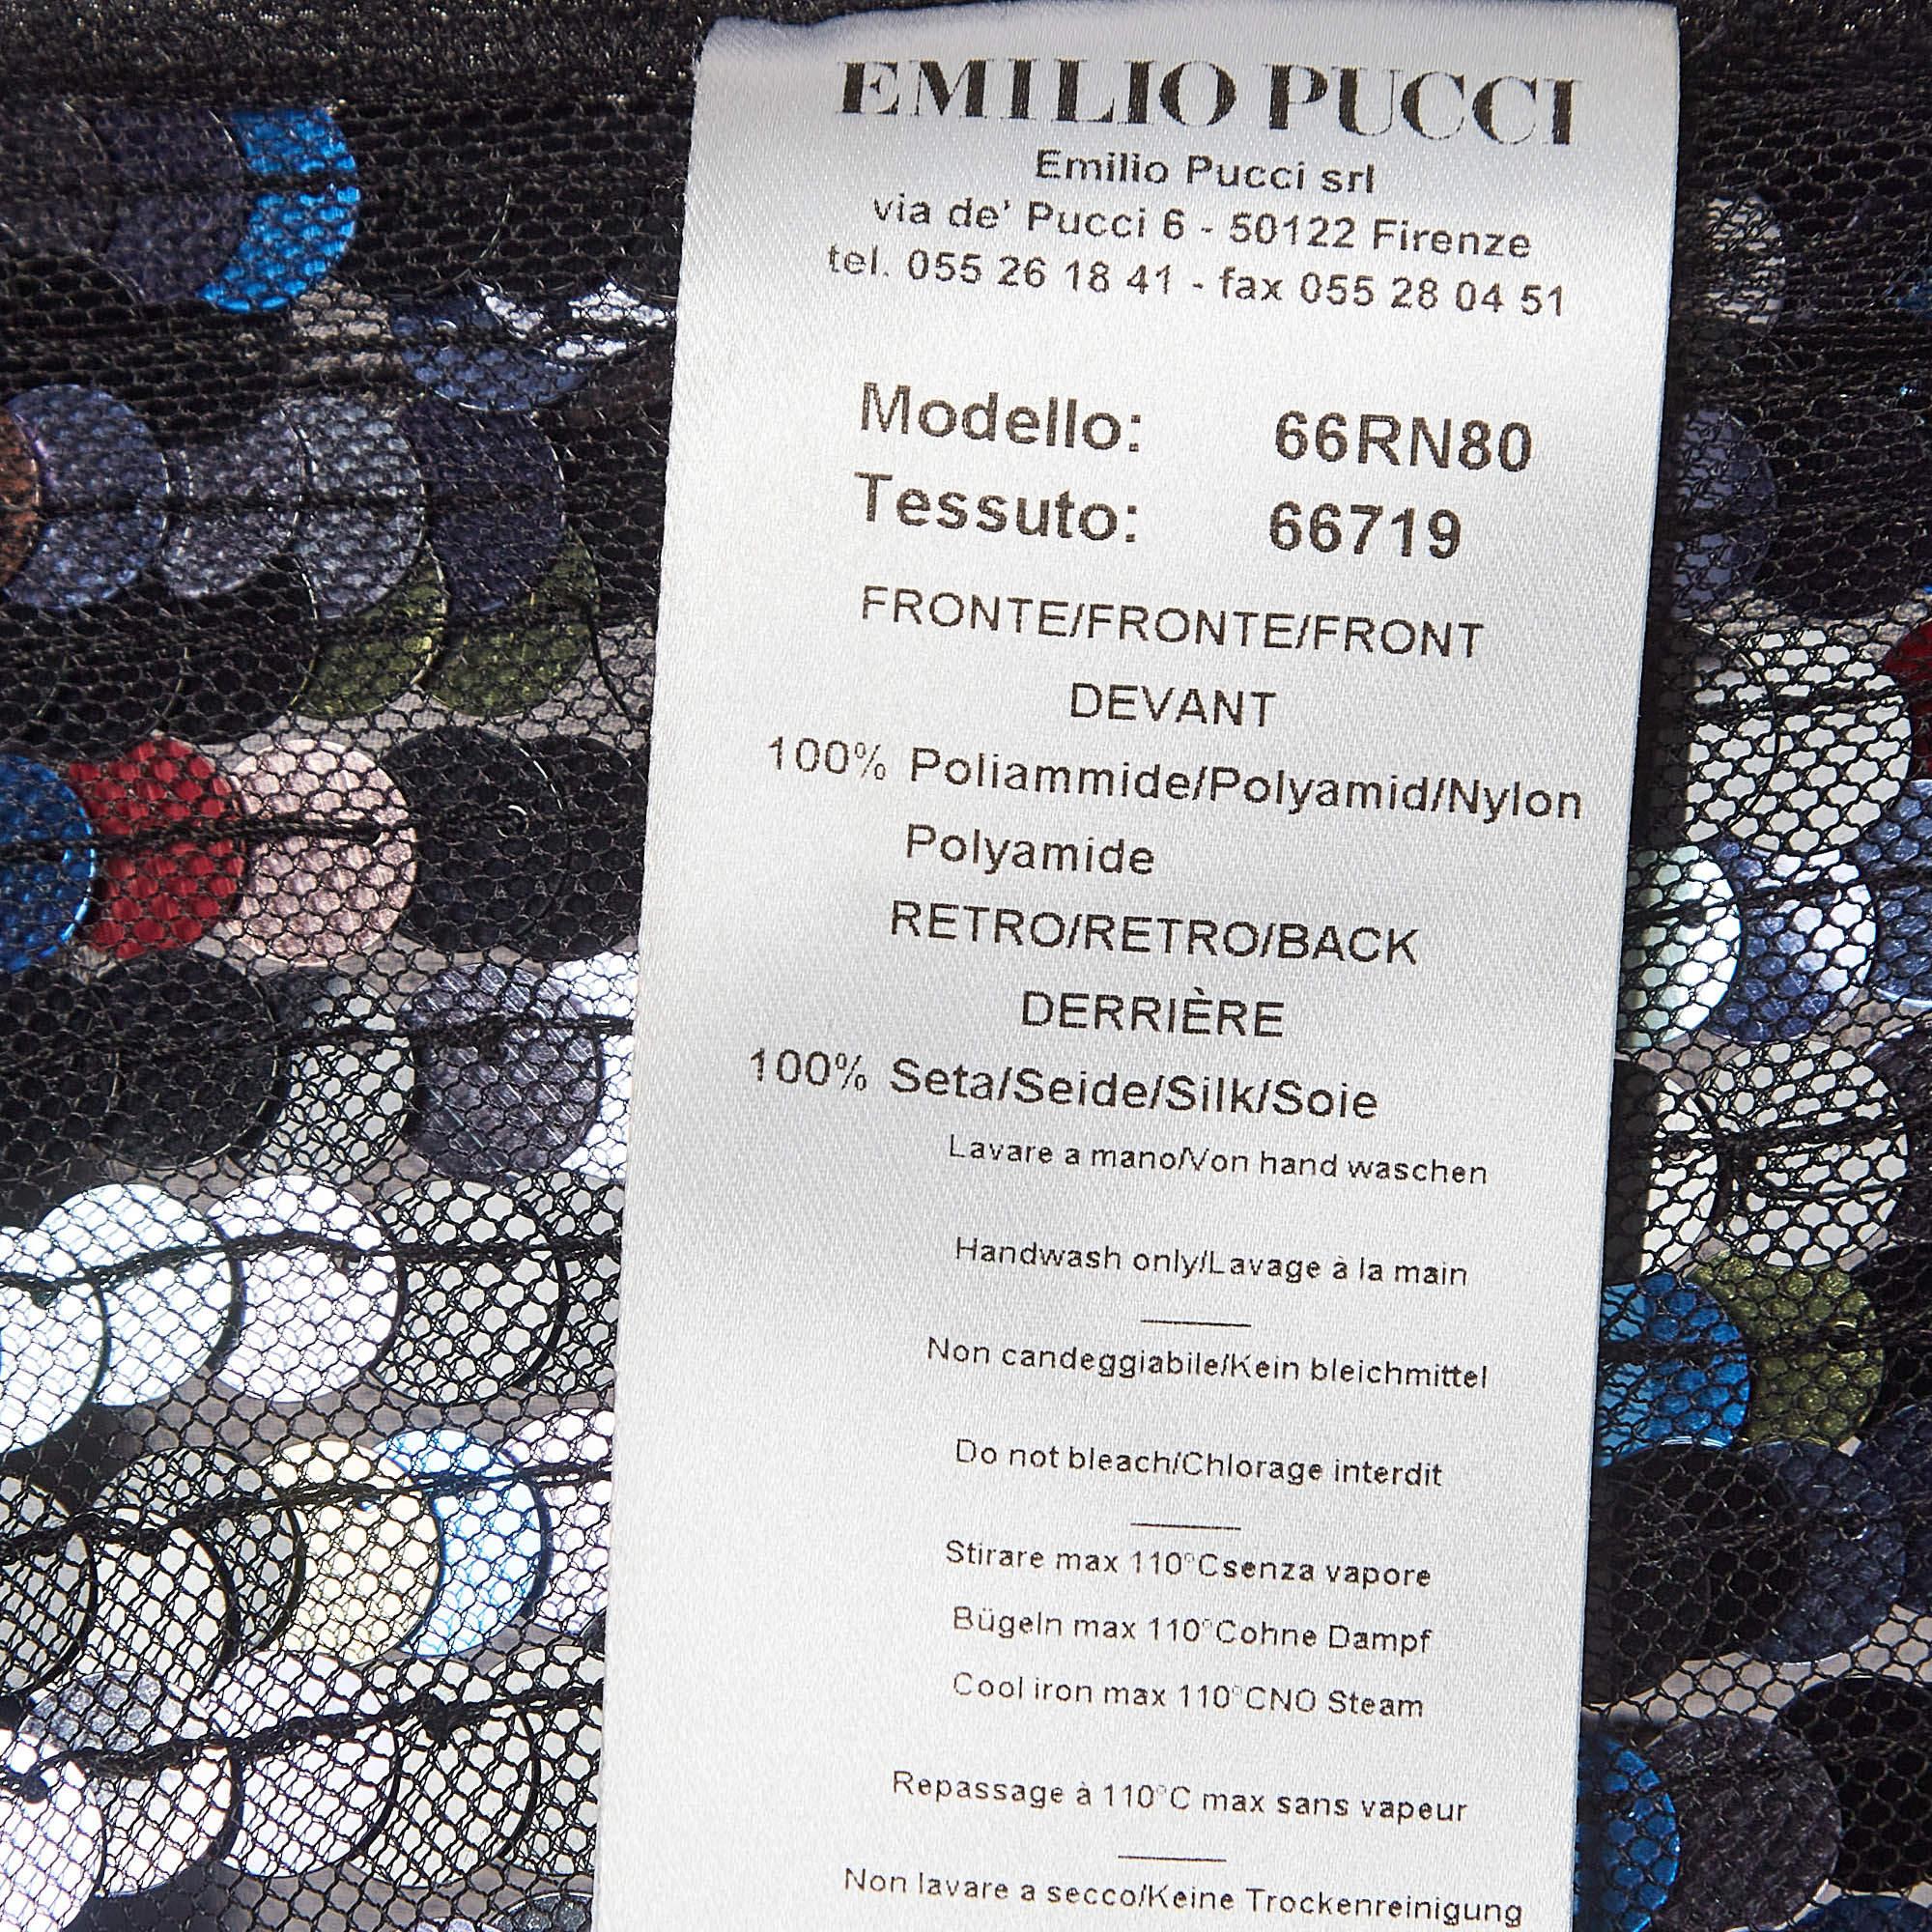 EMILIO PUCCI
Emilio Pucci srl
via de' Pucci 6 - 50122 Firenze
tel. 055 26 18 41 - fax 055 28 04 51
Modello: 66RN80
Tessuto: 66719
FRONTE/FRONTE/FRONT
DEVANT
100% Poliammide/Polyamid/Nylon
Polyamide
RETRO/RETRO/BACK
DERRIÈRE
100% Seta/Seide/Silk/Soie
Lavare a mano/Von hand waschen
Handwash only/Lavage à la main
Non candeggiabile/Kein bleichmittel
Do not bleach/Chlorage interdit
Stirare max 110°Csenza vapore
Bügeln max 110°Cohne Dampf
Cool iron max 110°CNO Steam
Repassage à 110°C max sans vapeur
Non lavare a secco/Keine Trockenreinigung